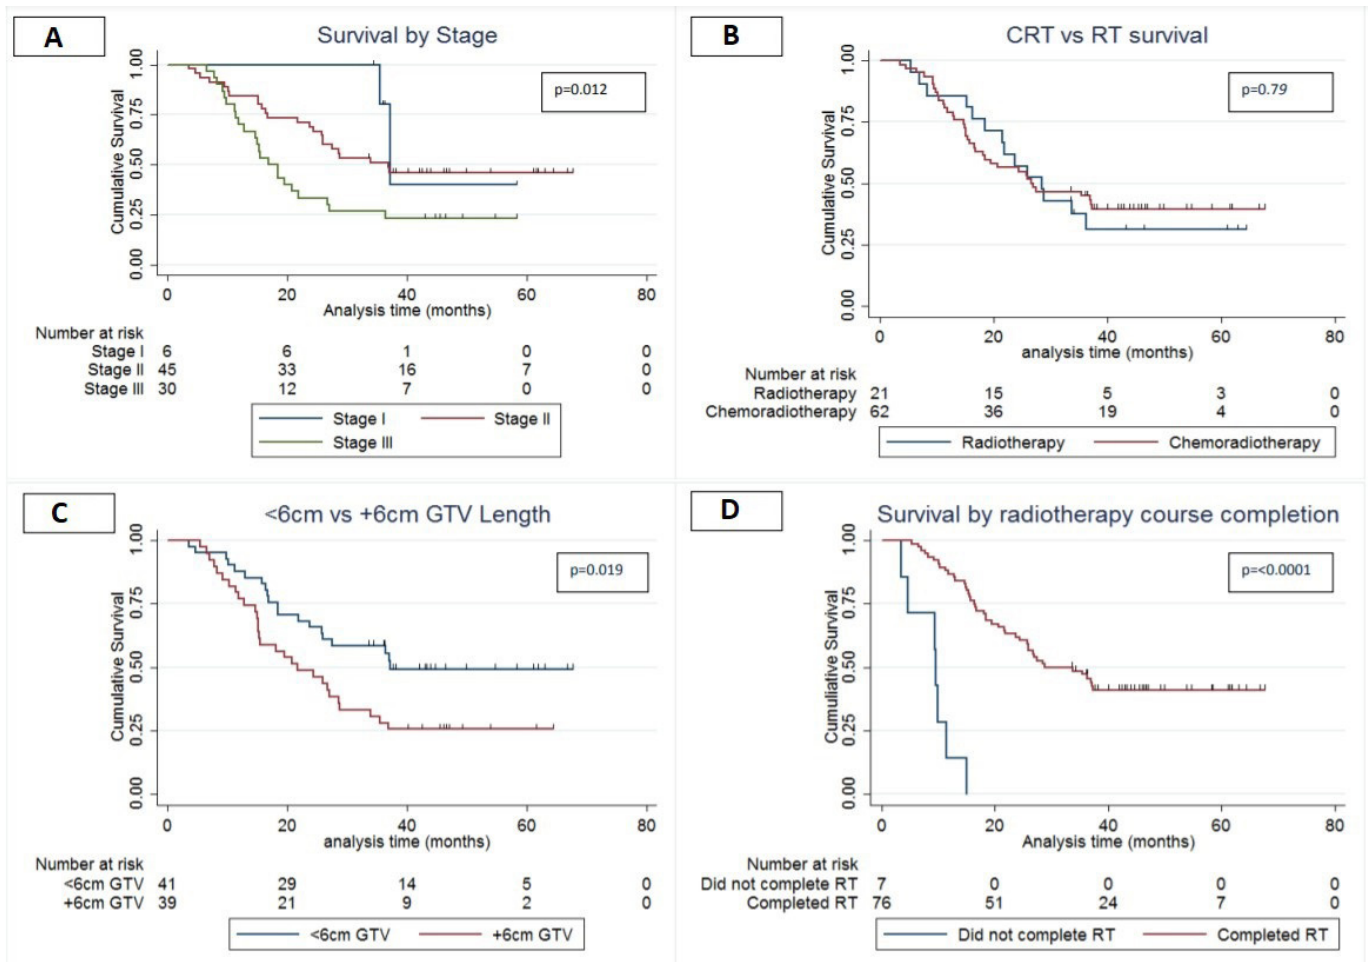 A
Survival by Stage
p=0.012
Cumulative Survival
1.00
0.75
0.50
0.25
0.00
0 20 40 60 80
Analysis time (months)
Number at risk
Stage I 6 6 1 0 0
Stage II 45 33 16 7 0
Stage III 30 12 7 0 0
Stage I Stage II
Stage III
B
CRT vs RT survival
p=0.79
Cumulative Survival
1.00
0.75
0.50
0.25
0.00
0 20 40 60 80
analysis time (months)
Number at risk
Radiotherapy 21 15 5 3 0
Chemoradiotherapy 62 36 19 4 0
Radiotherapy Chemoradiotherapy
C
<6cm vs +6cm GTV Length
p=0.019
Cumulative Survival
1.00
0.75
0.50
0.25
0.00
0 20 40 60 80
analysis time (months)
Number at risk
<6cm GTV 41 29 14 5 0
+6cm GTV 39 21 9 2 0
<6cm GTV +6cm GTV
D
Survival by radiotherapy course completion
p=<0.0001
Cumuliative Survival
1.00
0.75
0.50
0.25
0.00
0 20 40 60 80
Analysis time (months)
Number at risk
Did not complete RT 7 0 0 0 0
Completed RT 76 51 24 7 0
Did not complete RT Completed RT